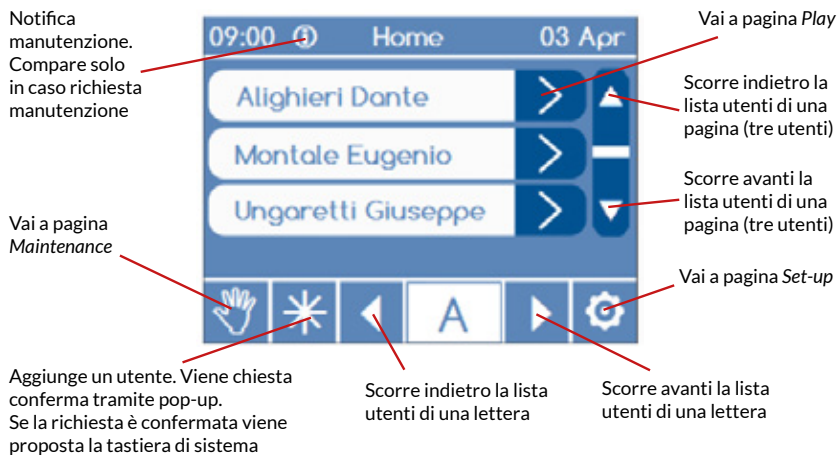 Notifica
manutenzione.
Compare solo
in caso richiesta
manutenzione
09:00 Home 03 Apr
Vai a pagina Play
Alighieri Dante
Montale Eugenio
Ungaretti Giuseppe
Scorre indietro la
lista utenti di una
pagina (tre utenti)
Scorre avanti la
lista utenti di una
pagina (tre utenti)
Vai a pagina
Maintenance
Vai a pagina Set-up
A
Aggiunge un utente. Viene chiesta
conferma tramite pop-up.
Se la richiesta è confermata viene
proposta la tastiera di sistema
Scorre indietro la lista
utenti di una lettera
Scorre avanti la lista
utenti di una lettera